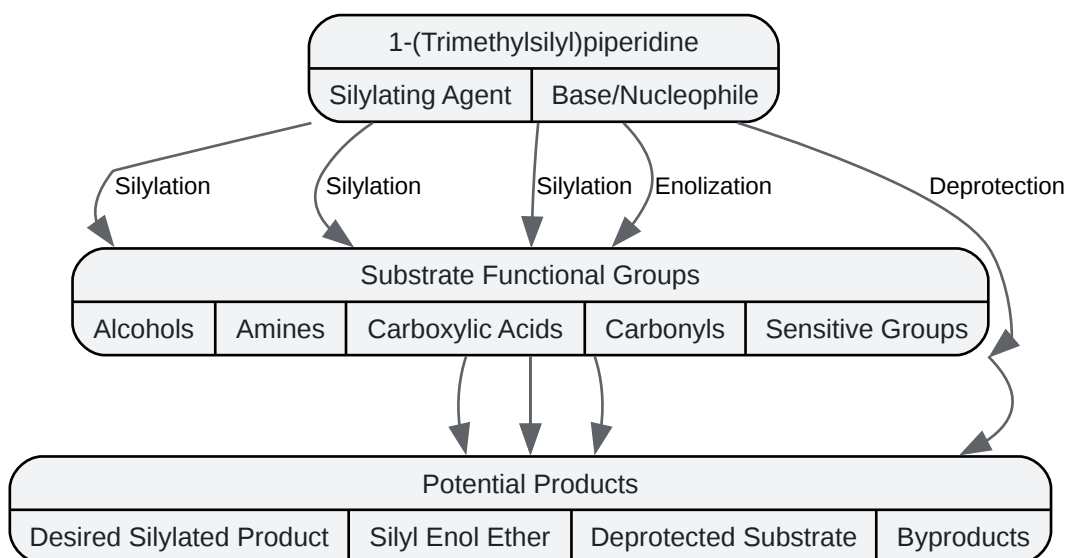 1-(Trimethylsilyl)piperidine
Silylating Agent Base/Nucleophile
Silylation Silylation Silylation Enolization Deprotection
Substrate Functional Groups
Alcohols Amines Carboxylic Acids Carbonyls Sensitive Groups
Potential Products
Desired Silylated Product Silyl Enol Ether Deprotected Substrate Byproducts